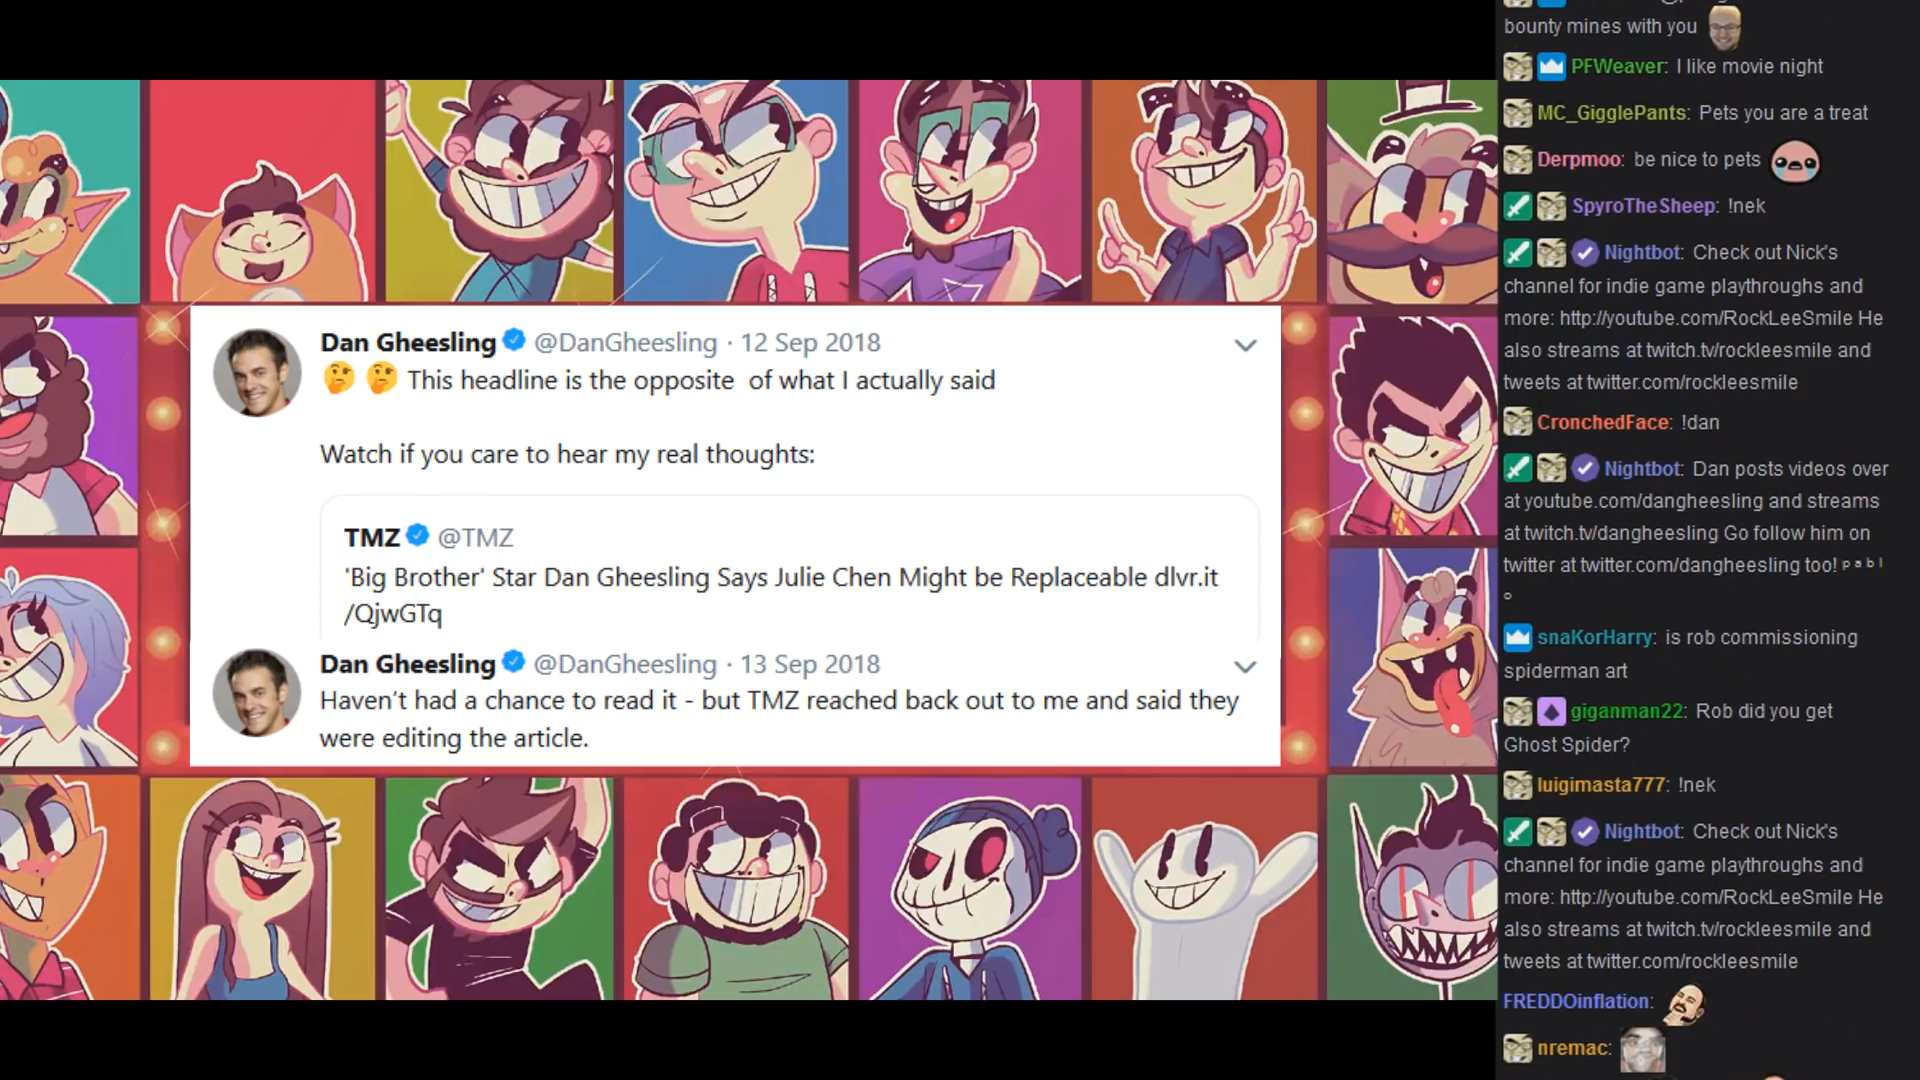 Dan Gheesling @DanGheesling · 12 Sep 2018
🤔 🤔 This headline is the opposite of what I actually said
Watch if you care to hear my real thoughts:
TMZ @TMZ
'Big Brother' Star Dan Gheesling Says Julie Chen Might be Replaceable dlvr.it
/QjwGTq
Dan Gheesling @DanGheesling · 13 Sep 2018
Haven't had a chance to read it - but TMZ reached back out to me and said they
were editing the article.
bounty mines with you
PFWeaver: I like movie night
MC_GigglePants: Pets you are a treat
Derpmoo: be nice to pets
SpyroTheSheep: !nek
Nightbot: Check out Nick's
channel for indie game playthroughs and
more: http://youtube.com/RockLeeSmile He
also streams at twitch.tv/rockleesmile and
tweets at twitter.com/rockleesmile
CronchedFace: !dan
Nightbot: Dan posts videos over
at youtube.com/dangheesling and streams
at twitch.tv/dangheesling Go follow him on
twitter at twitter.com/dangheesling too! ᵖ ᵃ ᵇ ˡ
ᵒ
snaKorHarry: is rob commissioning
spiderman art
giganman22: Rob did you get
Ghost Spider?
luigimasta777: !nek
Nightbot: Check out Nick's
channel for indie game playthroughs and
more: http://youtube.com/RockLeeSmile He
also streams at twitch.tv/rockleesmile and
tweets at twitter.com/rockleesmile
FREDDOinflation:
nremac: